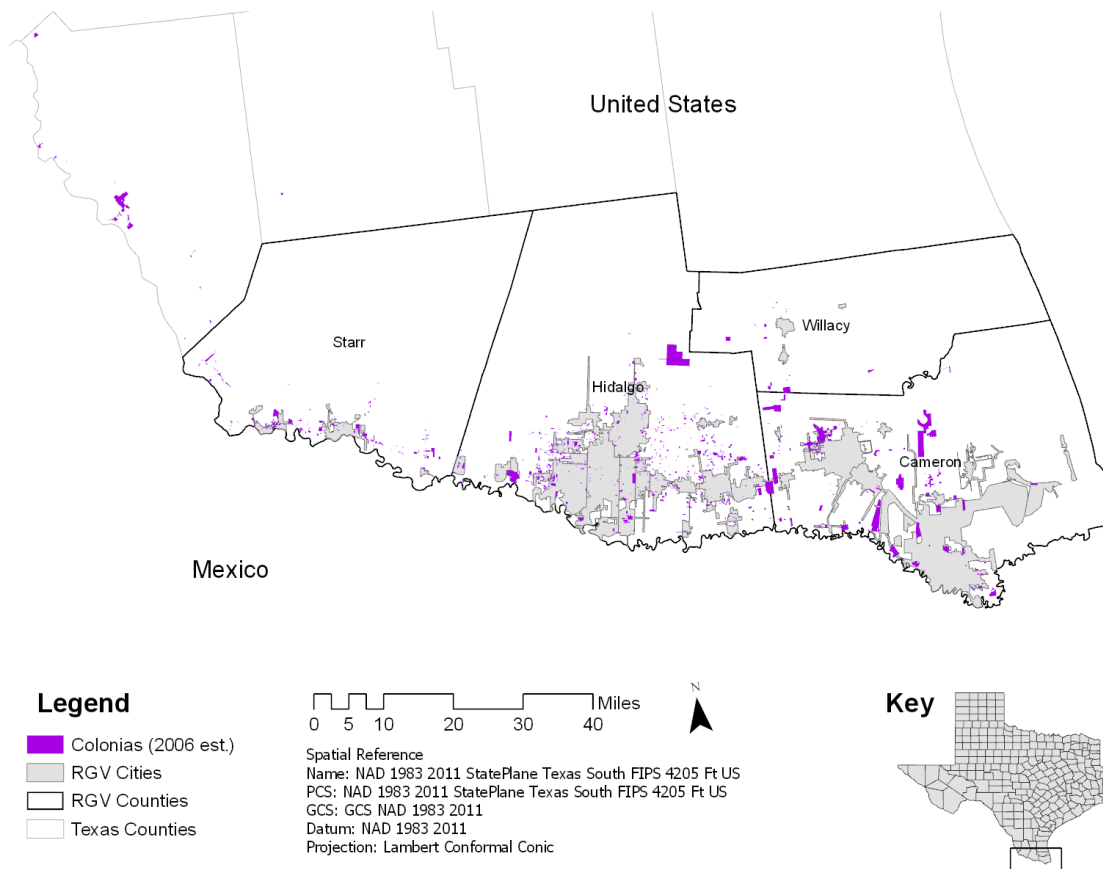 United States
Willacy
Starr
Hidalgo
Cameron
Mexico
Legend
Colonias (2006 est.)
RGV Cities
RGV Counties
Texas Counties
Miles
0 5 10 20 30 40
N
Spatial Reference
Name: NAD 1983 2011 StatePlane Texas South FIPS 4205 Ft US
PCS: NAD 1983 2011 StatePlane Texas South FIPS 4205 Ft US
GCS: GCS NAD 1983 2011
Datum: NAD 1983 2011
Projection: Lambert Conformal Conic
Key